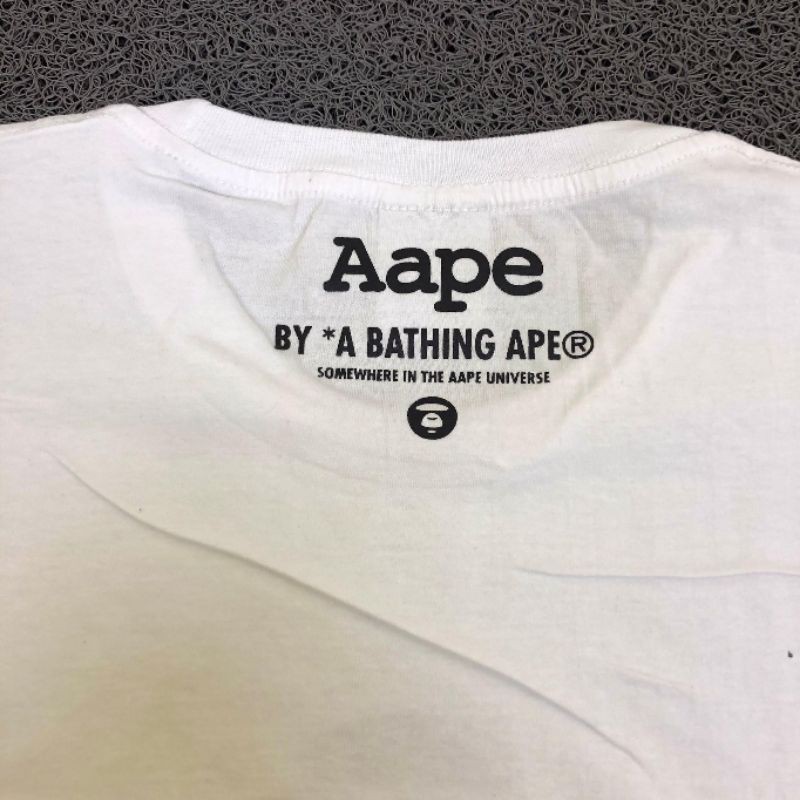 Aape
BY *A BATHING APE®
SOMEWHERE IN THE AAPE UNIVERSE